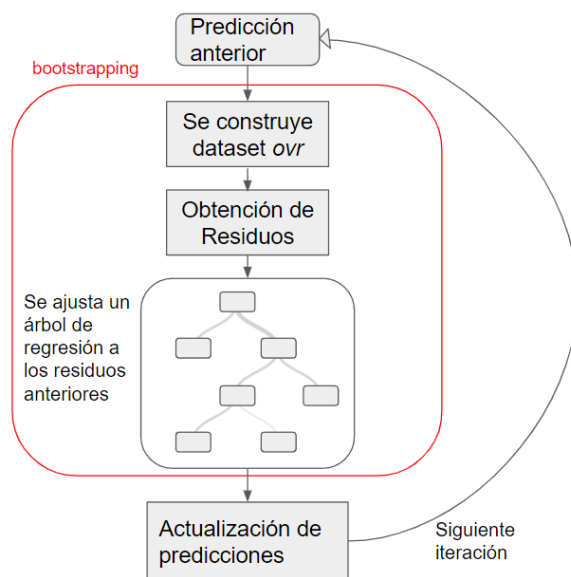 Predicción
anterior
bootstrapping
Se construye
dataset ovr
Obtención de
Residuos
Se ajusta un
árbol de
regresión a
los residuos
anteriores
Actualización de
predicciones
Siguiente
iteración